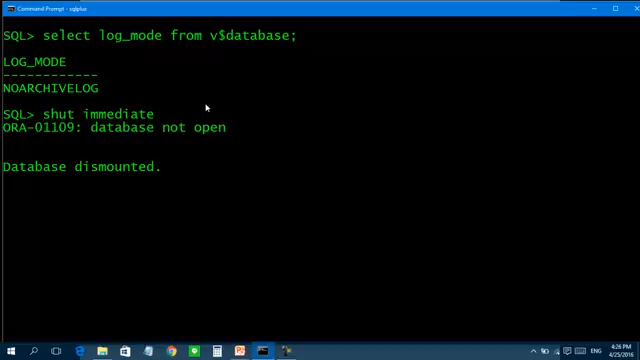 Command Prompt - sqlplus
SQL> select log_mode from v$database;
LOG_MODE
------------
NOARCHIVELOG
SQL> shut immediate
ORA-01109: database not open
Database dismounted.
ENG
4:26 PM
4/25/2016